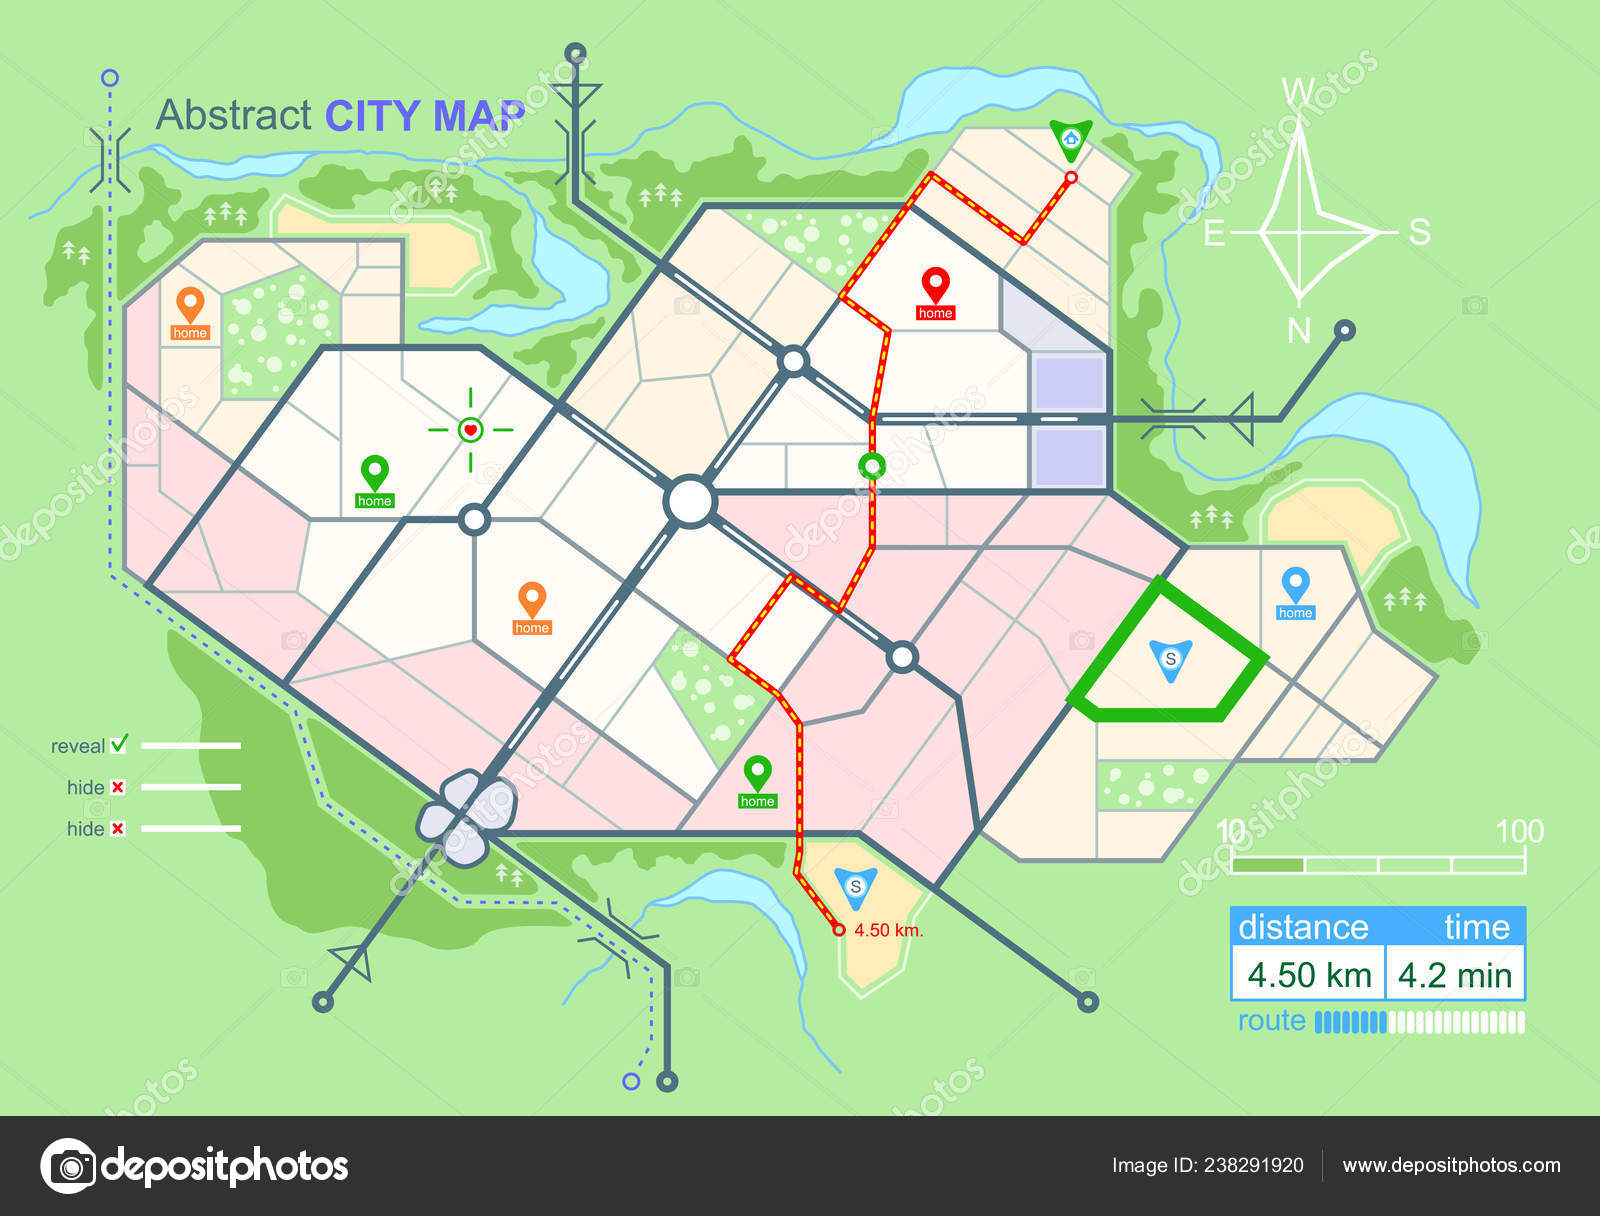 Abstract CITY MAP
W
E S
N
home
home
home
home
home
home
S
S
reveal
hide
hide
4.50 km.
10 100
distance time
4.50 km 4.2 min
route
depositphotos
Image ID: 238291920 www.depositphotos.com